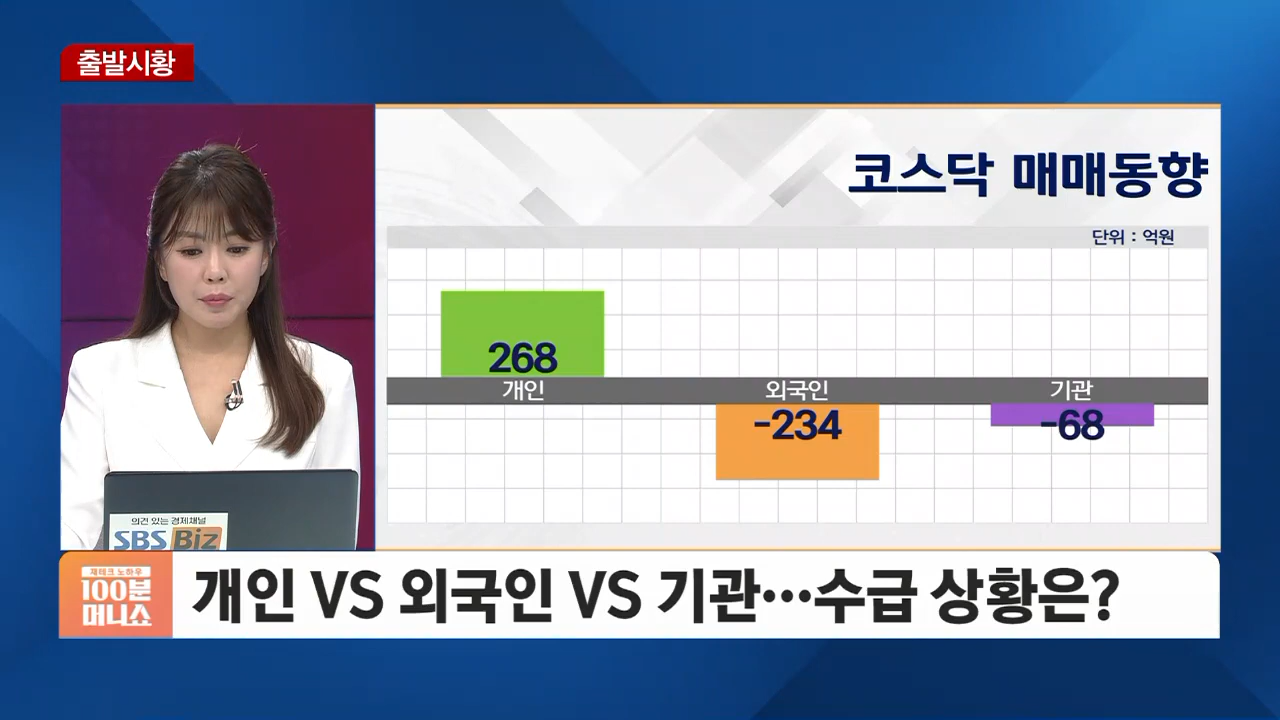 출발시황
코스닥 매매동향
단위 : 억원
268
개인
외국인
기관
-234
-68
의견 있는 경제채널
SBS Biz
재테크 노하우
100분
머니쇼
개인 VS 외국인 VS 기관…수급 상황은?